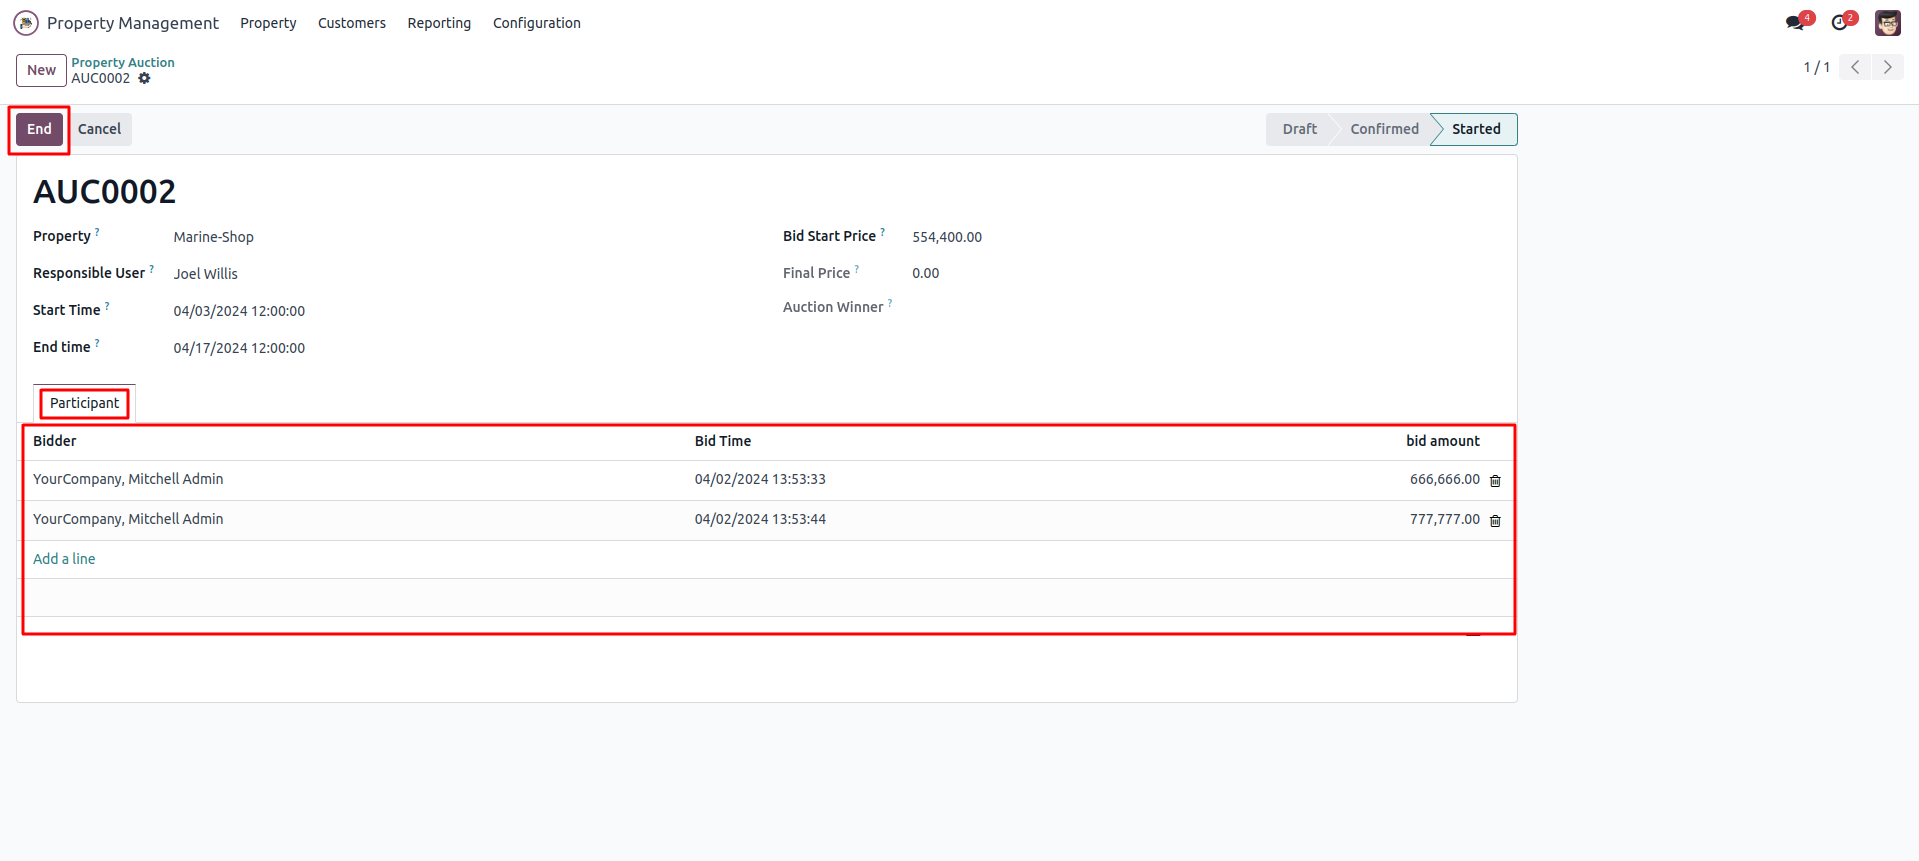 Property Management Property Customers Reporting Configuration 4 2
New Property Auction
AUC0002 1 / 1
End Cancel Draft Confirmed Started
AUC0002
Property ? Marine-Shop Bid Start Price ? 554,400.00
Responsible User ? Joel Willis Final Price ? 0.00
Start Time ? 04/03/2024 12:00:00 Auction Winner ?
End time ? 04/17/2024 12:00:00
Participant
Bidder Bid Time bid amount
YourCompany, Mitchell Admin 04/02/2024 13:53:33 666,666.00
YourCompany, Mitchell Admin 04/02/2024 13:53:44 777,777.00
Add a line